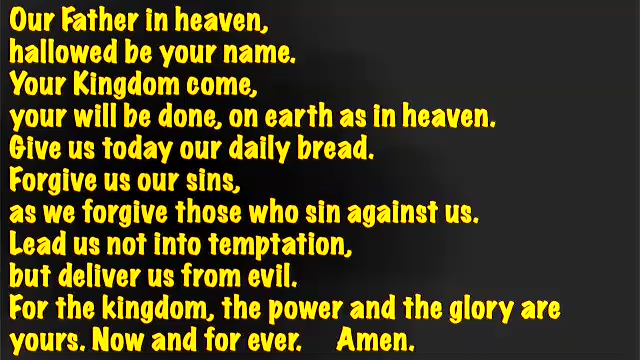 Our Father in heaven,
hallowed be your name.
Your Kingdom come,
your will be done, on earth as in heaven.
Give us today our daily bread.
Forgive us our sins,
as we forgive those who sin against us.
Lead us not into temptation,
but deliver us from evil.
For the kingdom, the power and the glory are
yours. Now and for ever. Amen.